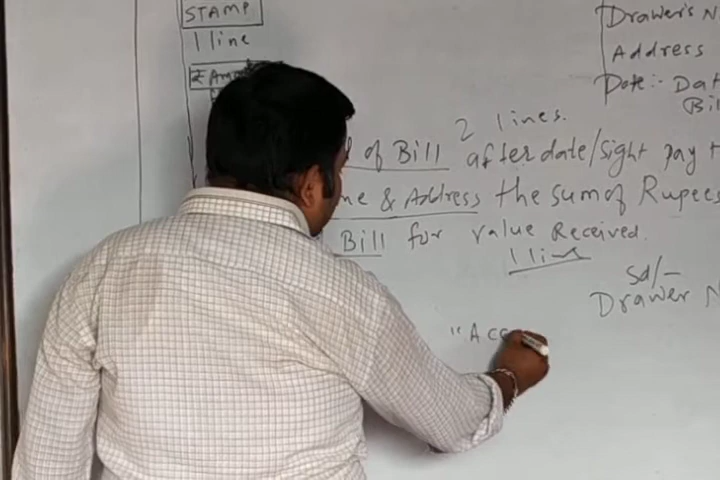 STAMP
1 line
₹ Am
Drawer's N
Address
Date:- Dat
Bil
2 lines.
of Bill after date/sight pay t
me & Address the sum of Rupees
Bill for value Received.
1 line
Sd/-
Drawer N
"Acc